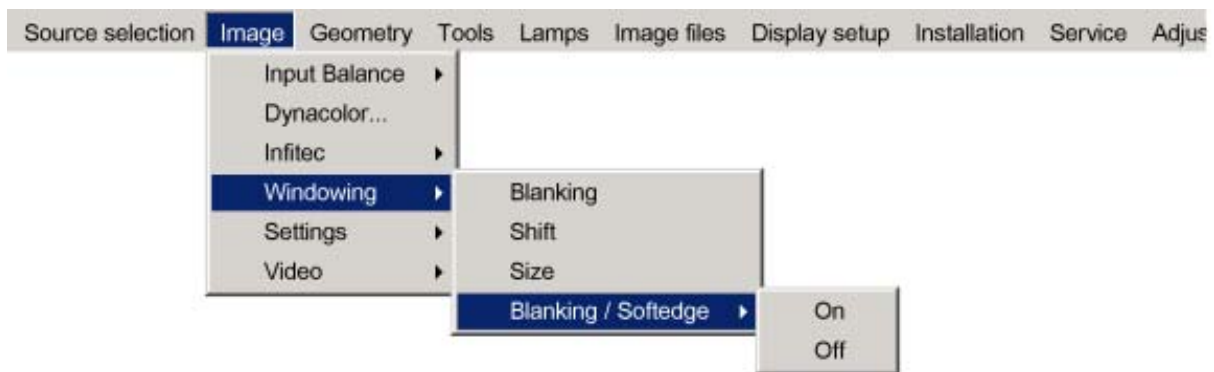 Source selection Image Geometry Tools Lamps Image files Display setup Installation Service Adjus
Input Balance
Dynacolor...
Infitec
Windowing
Settings
Video
Blanking
Shift
Size
Blanking / Softedge
On
Off